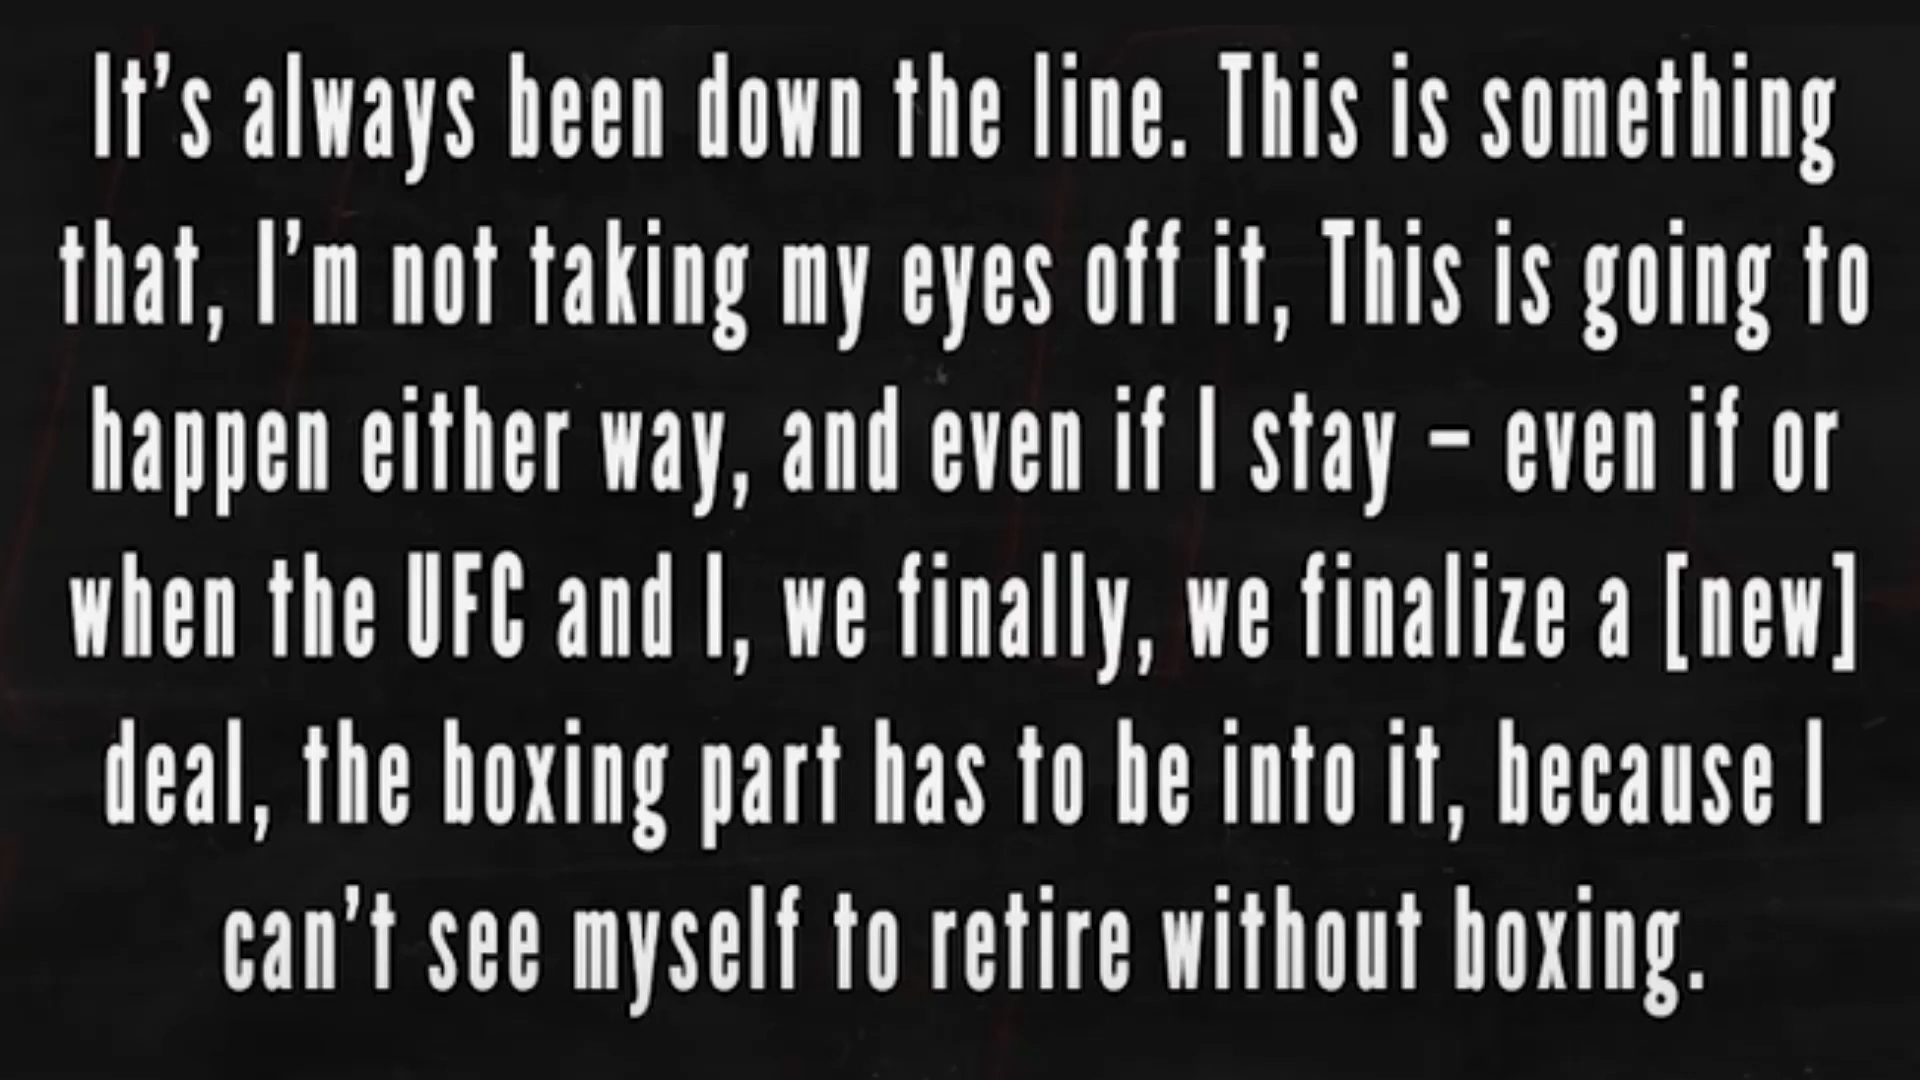 It’s always been down the line. This is something
that, I’m not taking my eyes off it, This is going to
happen either way, and even if I stay – even if or
when the UFC and I, we finally, we finalize a [new]
deal, the boxing part has to be into it, because I
can’t see myself to retire without boxing.